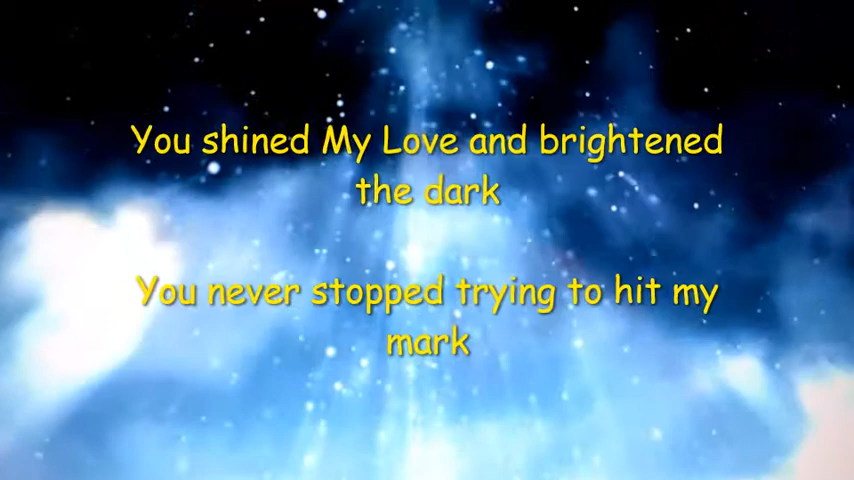 You shined My Love and brightened
the dark
You never stopped trying to hit my
mark